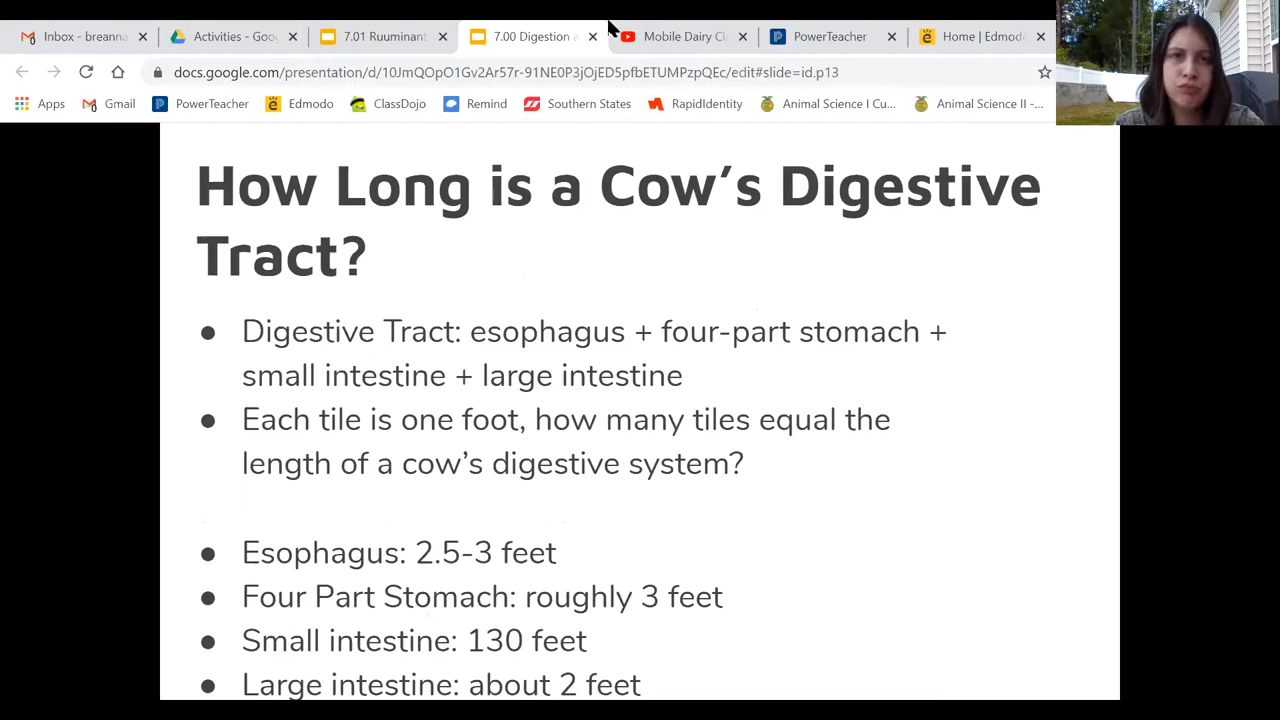 Inbox - breanna
Activities - Goo
7.01 Ruuminant
7.00 Digestion a
Mobile Dairy Cl
PowerTeacher
Home | Edmodo
docs.google.com/presentation/d/10JmQOpO1Gv2Ar57r-91NE0P3jOjED5pfbETUMPzpQEc/edit#slide=id.p13
Apps
Gmail
PowerTeacher
Edmodo
ClassDojo
Remind
Southern States
RapidIdentity
Animal Science I Cu...
Animal Science II -...
How Long is a Cow's Digestive
Tract?
● Digestive Tract: esophagus + four-part stomach +
small intestine + large intestine
● Each tile is one foot, how many tiles equal the
length of a cow's digestive system?
● Esophagus: 2.5-3 feet
● Four Part Stomach: roughly 3 feet
● Small intestine: 130 feet
● Large intestine: about 2 feet